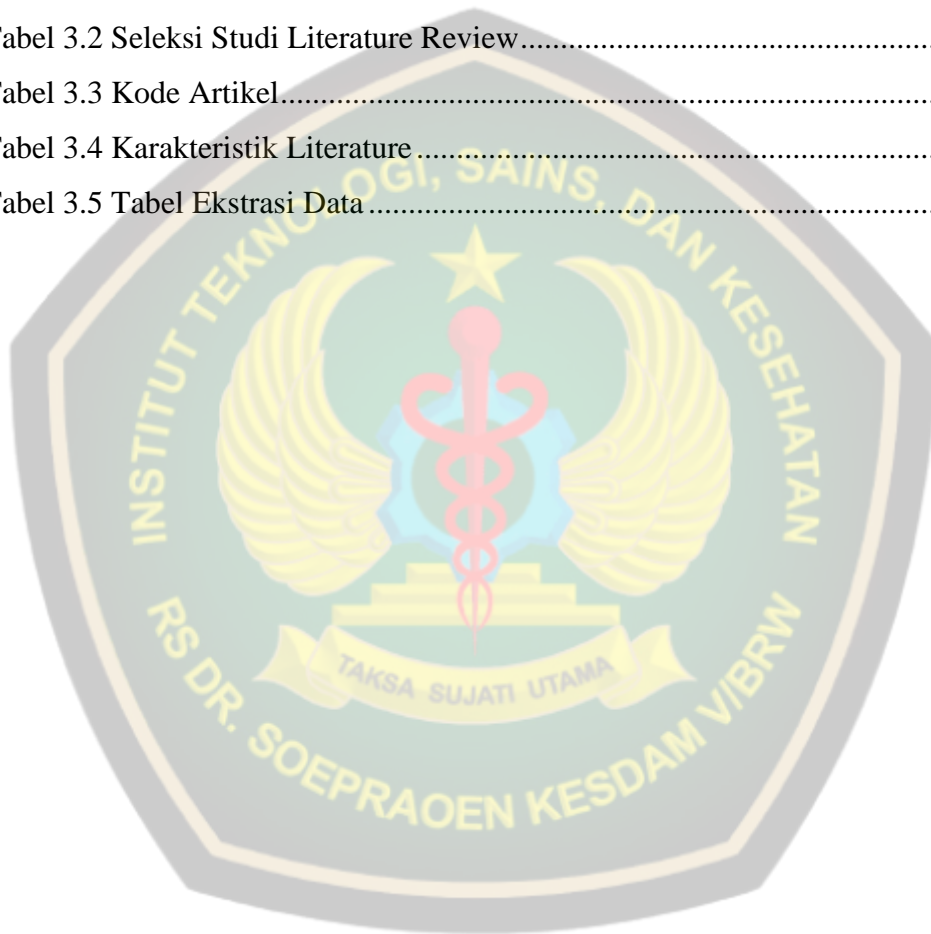 Tabel 3.2 Seleksi Studi Literature Review.......................................................
Tabel 3.3 Kode Artikel.......................................................
Tabel 3.4 Karakteristik Literature.......................................................
Tabel 3.5 Tabel Ekstrasi Data.......................................................
INSTITUT TEKNOLOGI, SAINS, DAN KESEHATAN
TAKSA SUJATI UTAMA
RS DR. SOEPRAOEN KESDAM V/BRW